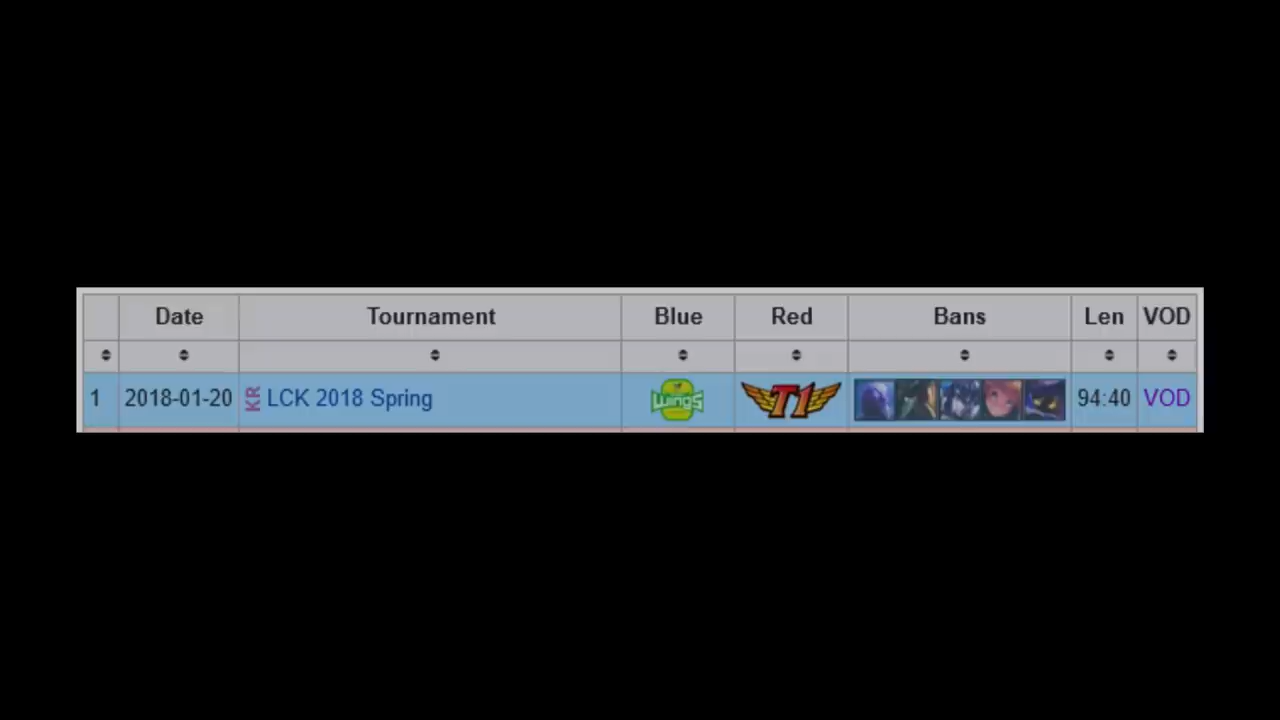 Date Tournament Blue Red Bans Len VOD
1 2018-01-20 KR LCK 2018 Spring Wings T1 94:40 VOD